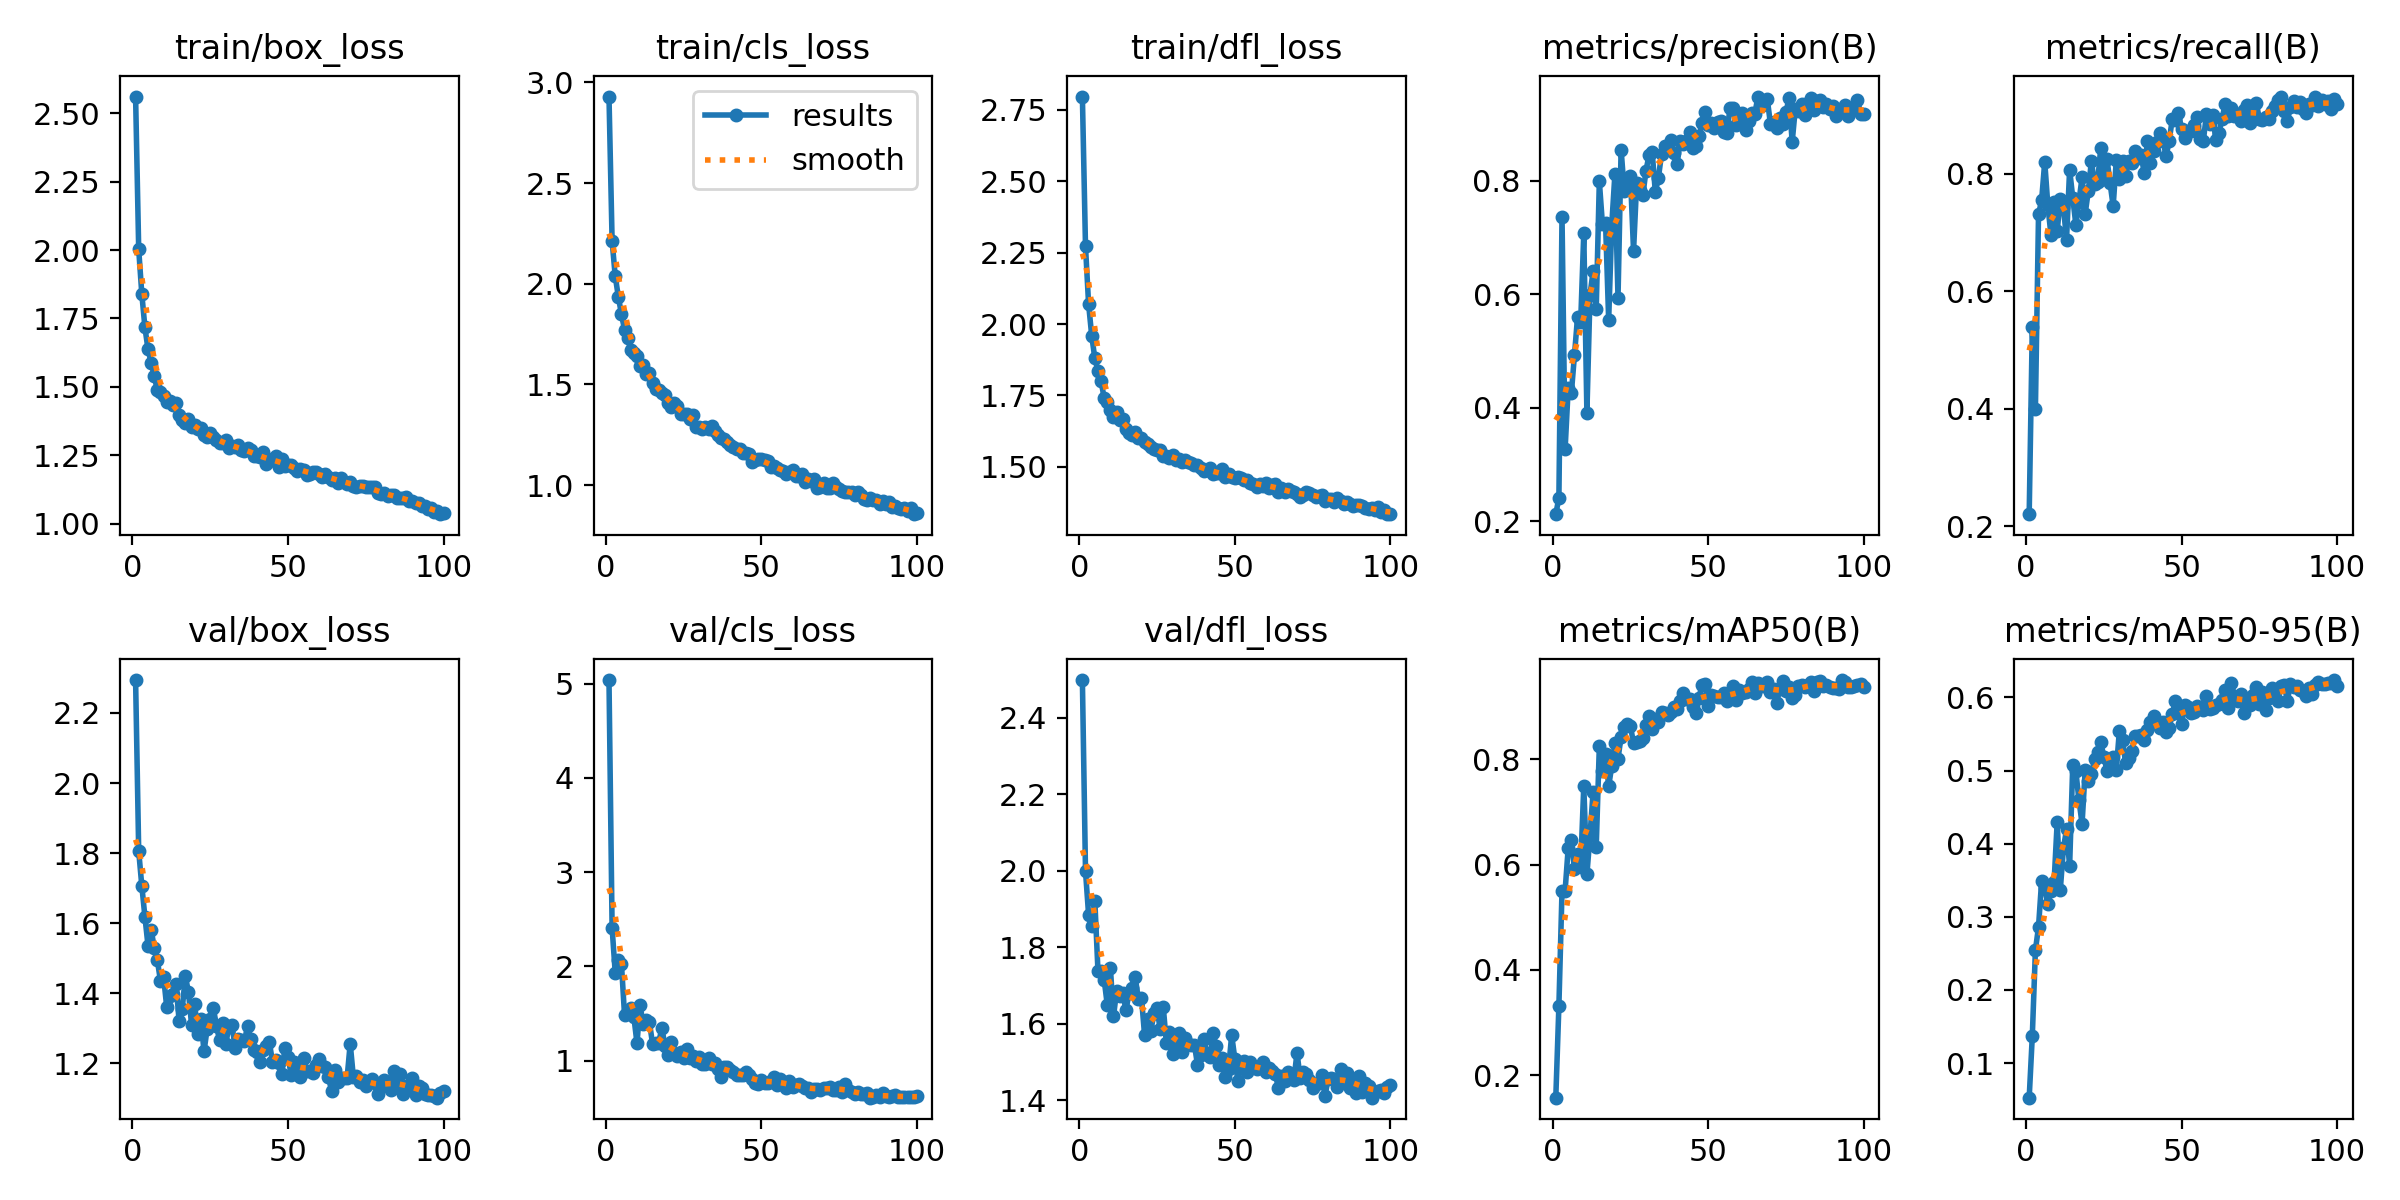 train/box_loss
train/cls_loss
train/dfl_loss
metrics/precision(B)
metrics/recall(B)
2.50
2.25
2.00
1.75
1.50
1.25
1.00
0 50 100
3.0
2.5
2.0
1.5
1.0
0 50 100
results
smooth
2.75
2.50
2.25
2.00
1.75
1.50
0 50 100
0.8
0.6
0.4
0.2
0 50 100
0.8
0.6
0.4
0.2
0 50 100
val/box_loss
val/cls_loss
val/dfl_loss
metrics/mAP50(B)
metrics/mAP50-95(B)
2.2
2.0
1.8
1.6
1.4
1.2
0 50 100
5
4
3
2
1
0 50 100
2.4
2.2
2.0
1.8
1.6
1.4
0 50 100
0.8
0.6
0.4
0.2
0 50 100
0.6
0.5
0.4
0.3
0.2
0.1
0 50 100